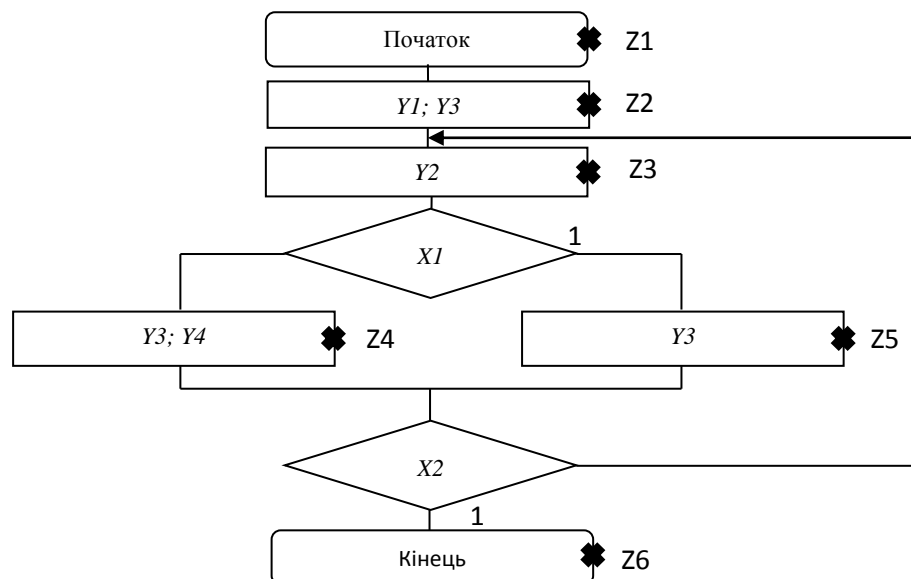 Початок Z1
Y1; Y3 Z2
Y2 Z3
X1 1
Y3; Y4 Z4 Y3 Z5
X2
1
Кінець Z6